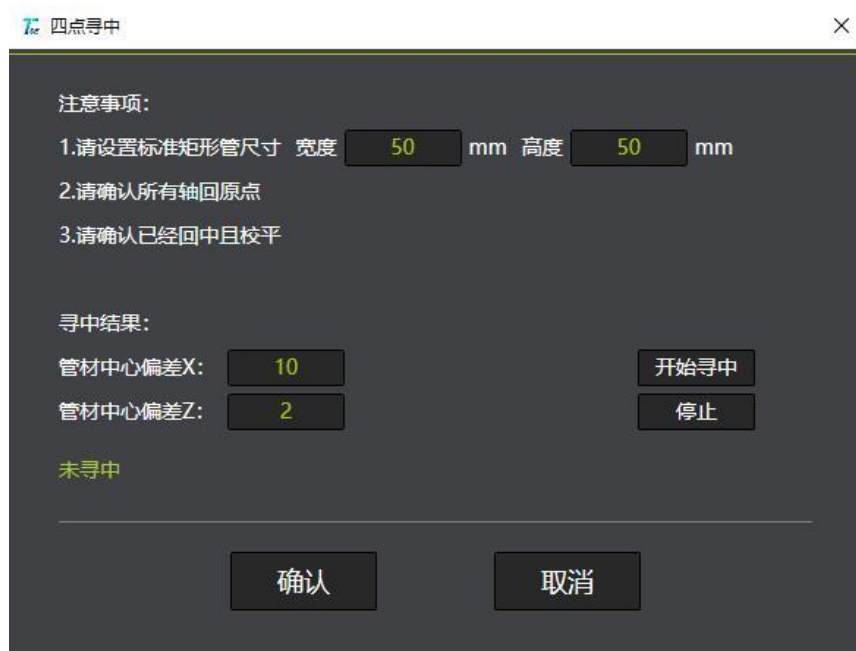 Tsc 四点寻中
注意事项：
1.请设置标准矩形管尺寸 宽度 50 mm 高度 50 mm
2.请确认所有轴回原点
3.请确认已经回中且校平
寻中结果：
管材中心偏差X： 10 开始寻中
管材中心偏差Z： 2 停止
未寻中
确认 取消